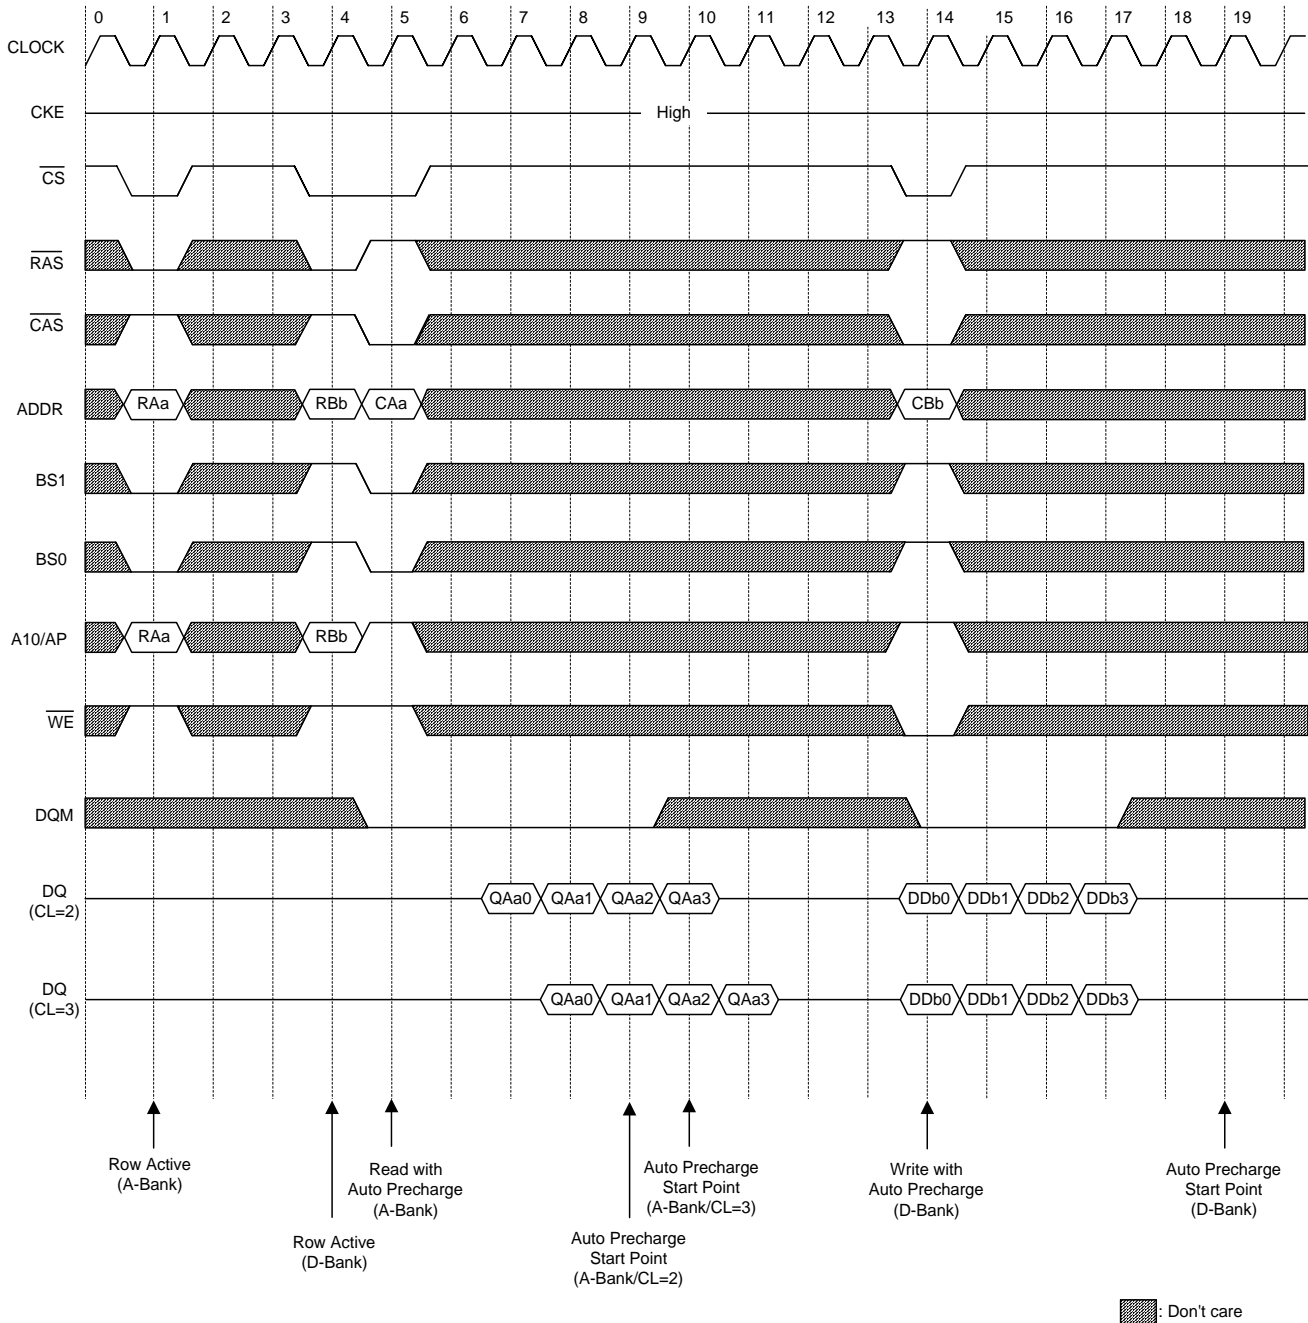 0 1 2 3 4 5 6 7 8 9 10 11 12 13 14 15 16 17 18 19
CLOCK
CKE High
CS
RAS
CAS
ADDR RAa RBb CAa CBb
BS1
BS0
A10/AP RAa RBb
WE
DQM
DQ
(CL=2) QAa0 QAa1 QAa2 QAa3 DDb0 DDb1 DDb2 DDb3
DQ
(CL=3) QAa0 QAa1 QAa2 QAa3 DDb0 DDb1 DDb2 DDb3
Row Active
(A-Bank)
Row Active
(D-Bank)
Read with
Auto Precharge
(A-Bank)
Auto Precharge
Start Point
(A-Bank/CL=2)
Auto Precharge
Start Point
(A-Bank/CL=3)
Write with
Auto Precharge
(D-Bank)
Auto Precharge
Start Point
(D-Bank)
: Don't care